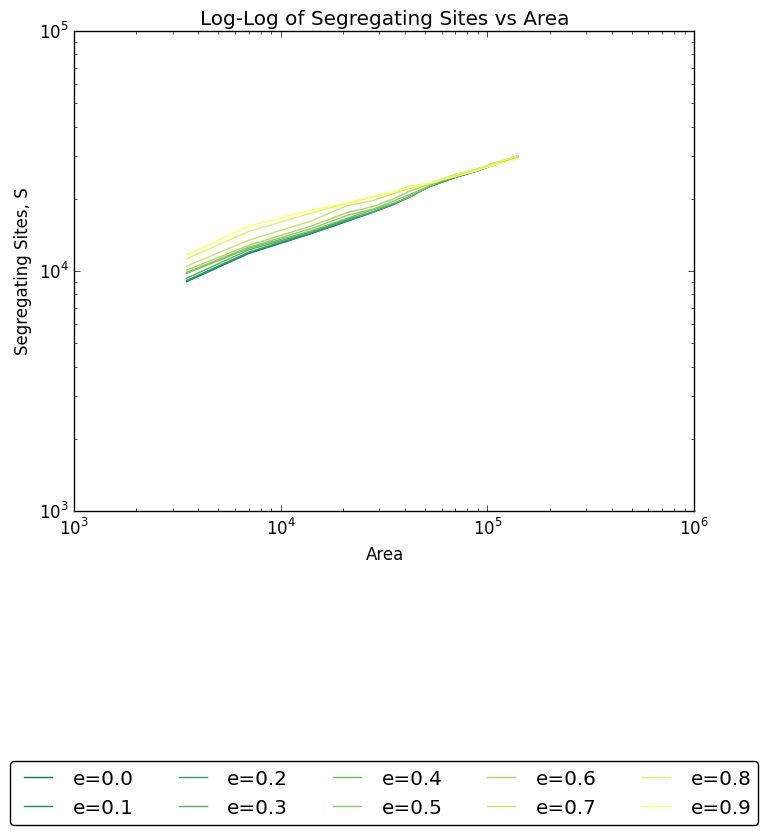 Log-Log of Segregating Sites vs Area
10^5
10^4
10^3
Segregating Sites, S
10^3 10^4 10^5 10^6
Area
e=0.0 e=0.2 e=0.4 e=0.6 e=0.8
e=0.1 e=0.3 e=0.5 e=0.7 e=0.9